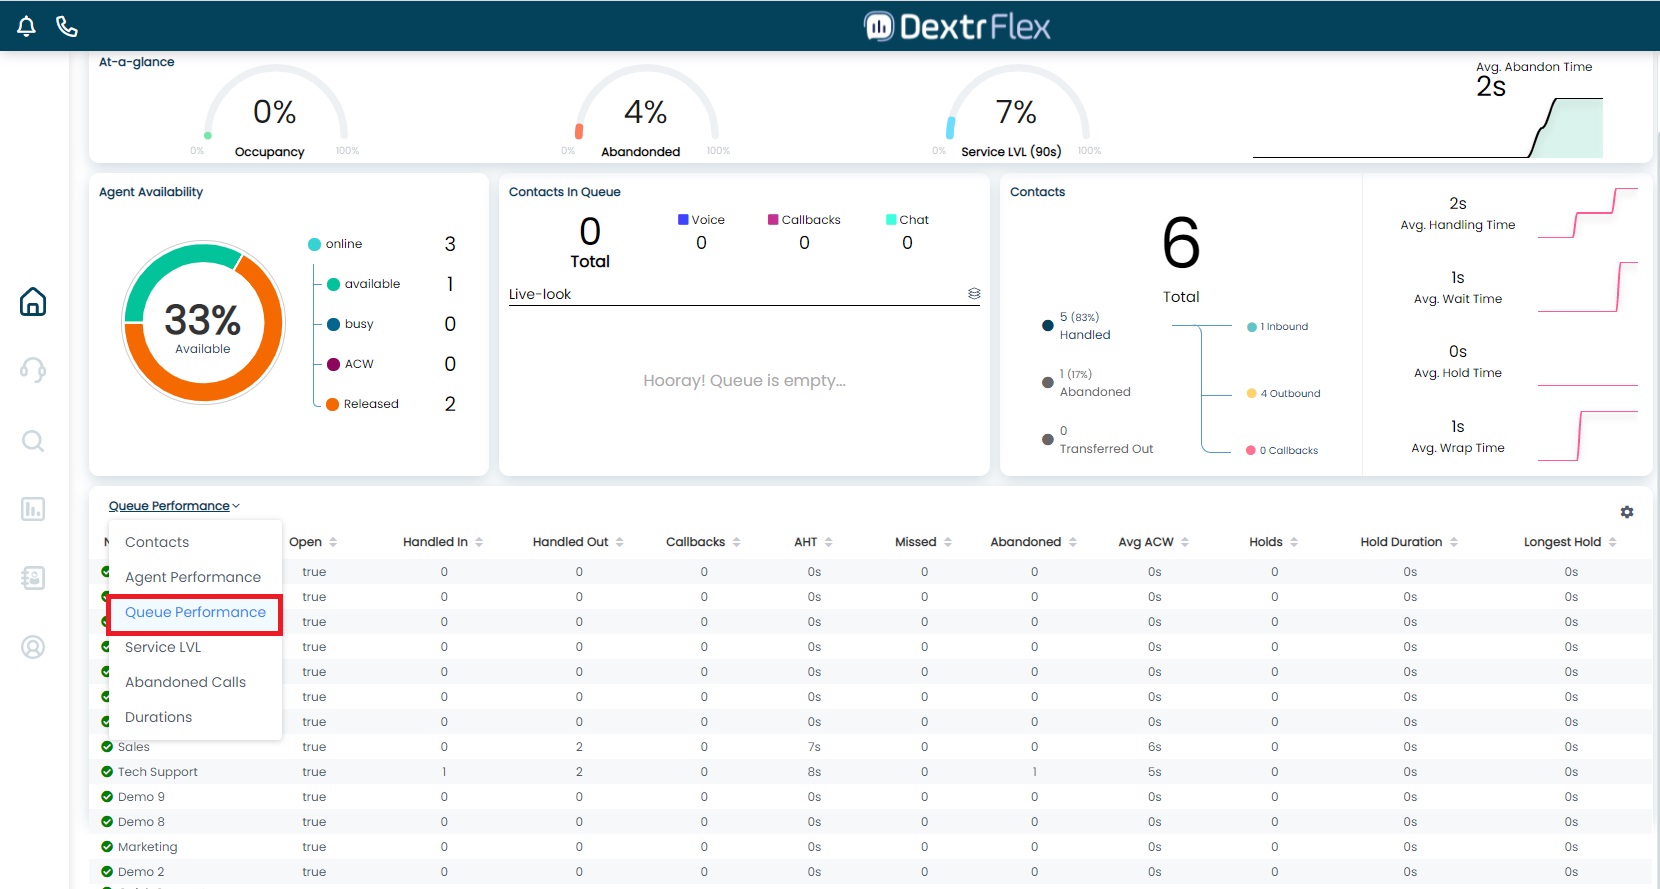 DextrFlex
At-a-glance
0%
0%
Occupancy
100%
4%
0%
Abandonded
100%
7%
0%
Service LVL (90s)
100%
Avg. Abandon Time
2s
Agent Availability
33%
Available
online 3
available 1
busy 0
ACW 0
Released 2
Contacts In Queue
0
Total
Voice
0
Callbacks
0
Chat
0
Live-look
Hooray! Queue is empty...
Contacts
6
Total
5 (83%)
Handled
1 (17%)
Abandoned
0
Transferred Out
1 Inbound
4 Outbound
0 Callbacks
2s
Avg. Handling Time
1s
Avg. Wait Time
0s
Avg. Hold Time
1s
Avg. Wrap Time
Queue Performance
Contacts
Agent Performance
Queue Performance
Service LVL
Abandoned Calls
Durations
Open Handled In Handled Out Callbacks AHT Missed Abandoned Avg ACW Holds Hold Duration Longest Hold
true 0 0 0 0s 0 0 0s 0 0s 0s
true 0 0 0 0s 0 0 0s 0 0s 0s
true 0 0 0 0s 0 0 0s 0 0s 0s
true 0 0 0 0s 0 0 0s 0 0s 0s
true 0 0 0 0s 0 0 0s 0 0s 0s
true 0 0 0 0s 0 0 0s 0 0s 0s
true 0 0 0 0s 0 0 0s 0 0s 0s
Sales true 0 2 0 7s 0 0 6s 0 0s 0s
Tech Support true 1 2 0 8s 0 1 5s 0 0s 0s
Demo 9 true 0 0 0 0s 0 0 0s 0 0s 0s
Demo 8 true 0 0 0 0s 0 0 0s 0 0s 0s
Marketing true 0 0 0 0s 0 0 0s 0 0s 0s
Demo 2 true 0 0 0 0s 0 0 0s 0 0s 0s